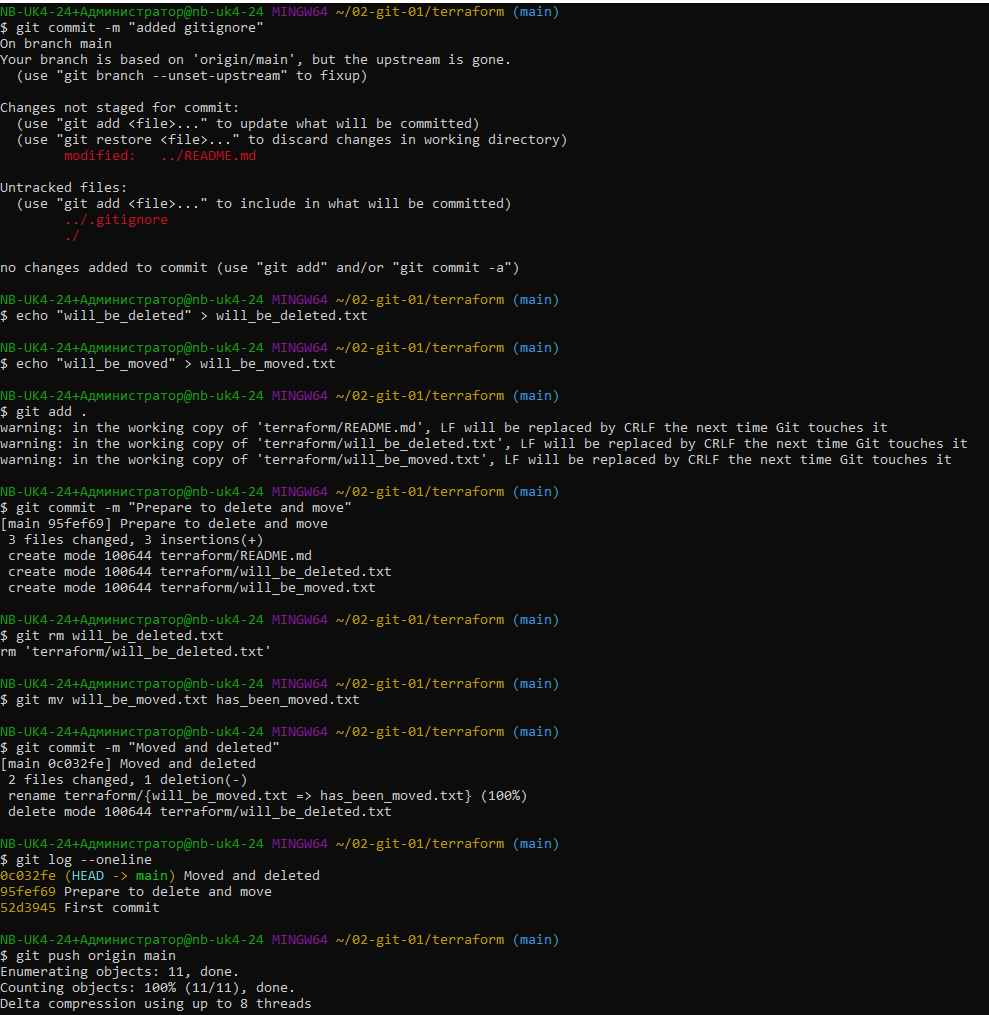 NB-UK4-24+Администратор@nb-uk4-24 MINGW64 ~/02-git-01/terraform (main)
$ git commit -m "added gitignore"
On branch main
Your branch is based on 'origin/main', but the upstream is gone.
  (use "git branch --unset-upstream" to fixup)

Changes not staged for commit:
  (use "git add <file>..." to update what will be committed)
  (use "git restore <file>..." to discard changes in working directory)
        modified:   ../README.md

Untracked files:
  (use "git add <file>..." to include in what will be committed)
        ../.gitignore
        ./

no changes added to commit (use "git add" and/or "git commit -a")

NB-UK4-24+Администратор@nb-uk4-24 MINGW64 ~/02-git-01/terraform (main)
$ echo "will_be_deleted" > will_be_deleted.txt

NB-UK4-24+Администратор@nb-uk4-24 MINGW64 ~/02-git-01/terraform (main)
$ echo "will_be_moved" > will_be_moved.txt

NB-UK4-24+Администратор@nb-uk4-24 MINGW64 ~/02-git-01/terraform (main)
$ git add .
warning: in the working copy of 'terraform/README.md', LF will be replaced by CRLF the next time Git touches it
warning: in the working copy of 'terraform/will_be_deleted.txt', LF will be replaced by CRLF the next time Git touches it
warning: in the working copy of 'terraform/will_be_moved.txt', LF will be replaced by CRLF the next time Git touches it

NB-UK4-24+Администратор@nb-uk4-24 MINGW64 ~/02-git-01/terraform (main)
$ git commit -m "Prepare to delete and move"
[main 95fef69] Prepare to delete and move
 3 files changed, 3 insertions(+)
 create mode 100644 terraform/README.md
 create mode 100644 terraform/will_be_deleted.txt
 create mode 100644 terraform/will_be_moved.txt

NB-UK4-24+Администратор@nb-uk4-24 MINGW64 ~/02-git-01/terraform (main)
$ git rm will_be_deleted.txt
rm 'terraform/will_be_deleted.txt'

NB-UK4-24+Администратор@nb-uk4-24 MINGW64 ~/02-git-01/terraform (main)
$ git mv will_be_moved.txt has_been_moved.txt

NB-UK4-24+Администратор@nb-uk4-24 MINGW64 ~/02-git-01/terraform (main)
$ git commit -m "Moved and deleted"
[main 0c032fe] Moved and deleted
 2 files changed, 1 deletion(-)
 rename terraform/{will_be_moved.txt => has_been_moved.txt} (100%)
 delete mode 100644 terraform/will_be_deleted.txt

NB-UK4-24+Администратор@nb-uk4-24 MINGW64 ~/02-git-01/terraform (main)
$ git log --oneline
0c032fe (HEAD -> main) Moved and deleted
95fef69 Prepare to delete and move
52d3945 First commit

NB-UK4-24+Администратор@nb-uk4-24 MINGW64 ~/02-git-01/terraform (main)
$ git push origin main
Enumerating objects: 11, done.
Counting objects: 100% (11/11), done.
Delta compression using up to 8 threads